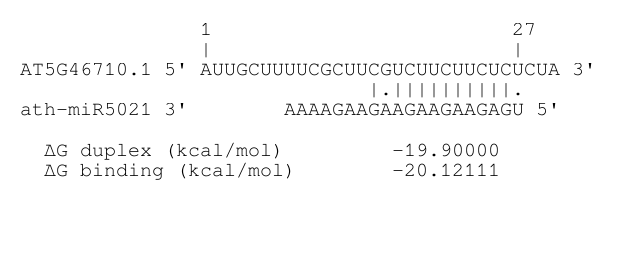 1 27
| |
AT5G46710.1 5' AUUGCUUUUCGCUUCGUCUUCUUCUCUCUA 3'
|.||||||||||.
ath-miR5021 3' AAAAGAAGAAGAAGAAGAGU 5'
ΔG duplex (kcal/mol) -19.90000
ΔG binding (kcal/mol) -20.12111